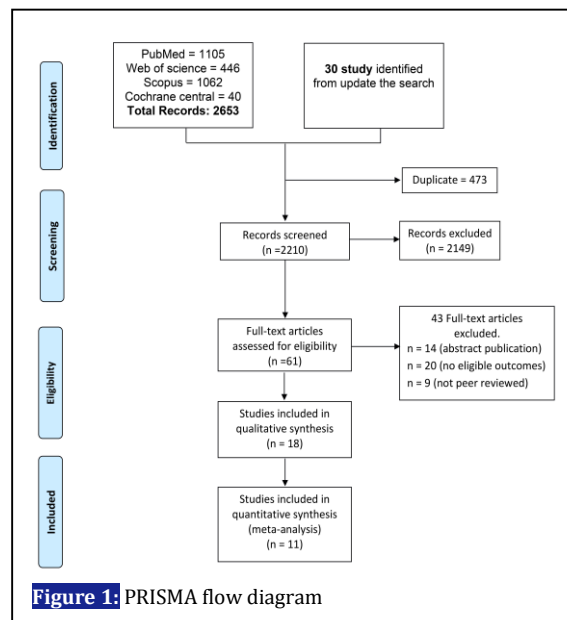 PubMed = 1105
Web of science = 446
Scopus = 1062
Cochrane central = 40
Total Records: 2653
30 study identified
from update the search
Identification
Duplicate = 473
Screening
Records screened
(n =2210)
Records excluded
(n = 2149)
Eligibility
Full-text articles
assessed for eligibility
(n =61)
43 Full-text articles
excluded.
n = 14 (abstract publication)
n = 20 (no eligible outcomes)
n = 9 (not peer reviewed)
Studies included in
qualitative synthesis
(n = 18)
Included
Studies included in
quantitative synthesis
(meta-analysis)
(n = 11)
Figure 1: PRISMA flow diagram